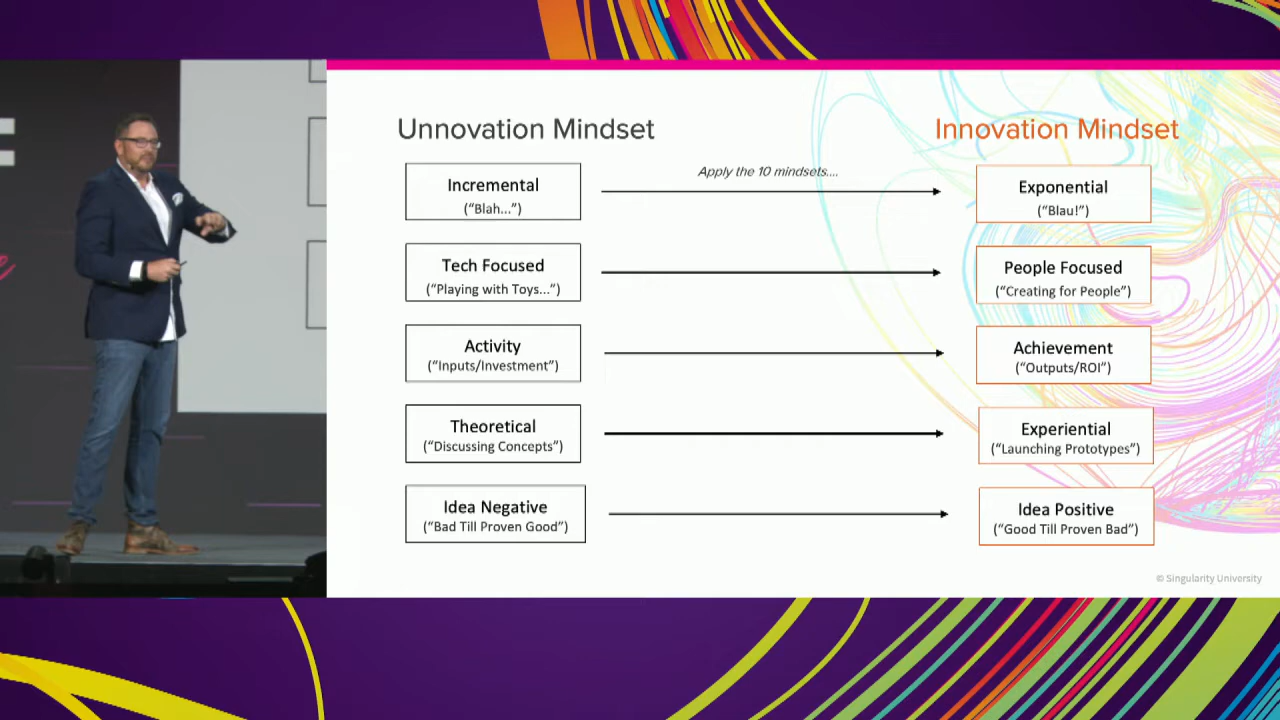 Unnovation Mindset
Innovation Mindset
Apply the 10 mindsets....
Incremental
(“Blah...”)
Exponential
(“Blau!”)
Tech Focused
(“Playing with Toys...”)
People Focused
(“Creating for People”)
Activity
(“Inputs/Investment”)
Achievement
(“Outputs/ROI”)
Theoretical
(“Discussing Concepts”)
Experiential
(“Launching Prototypes”)
Idea Negative
(“Bad Till Proven Good”)
Idea Positive
(“Good Till Proven Bad”)
© Singularity University